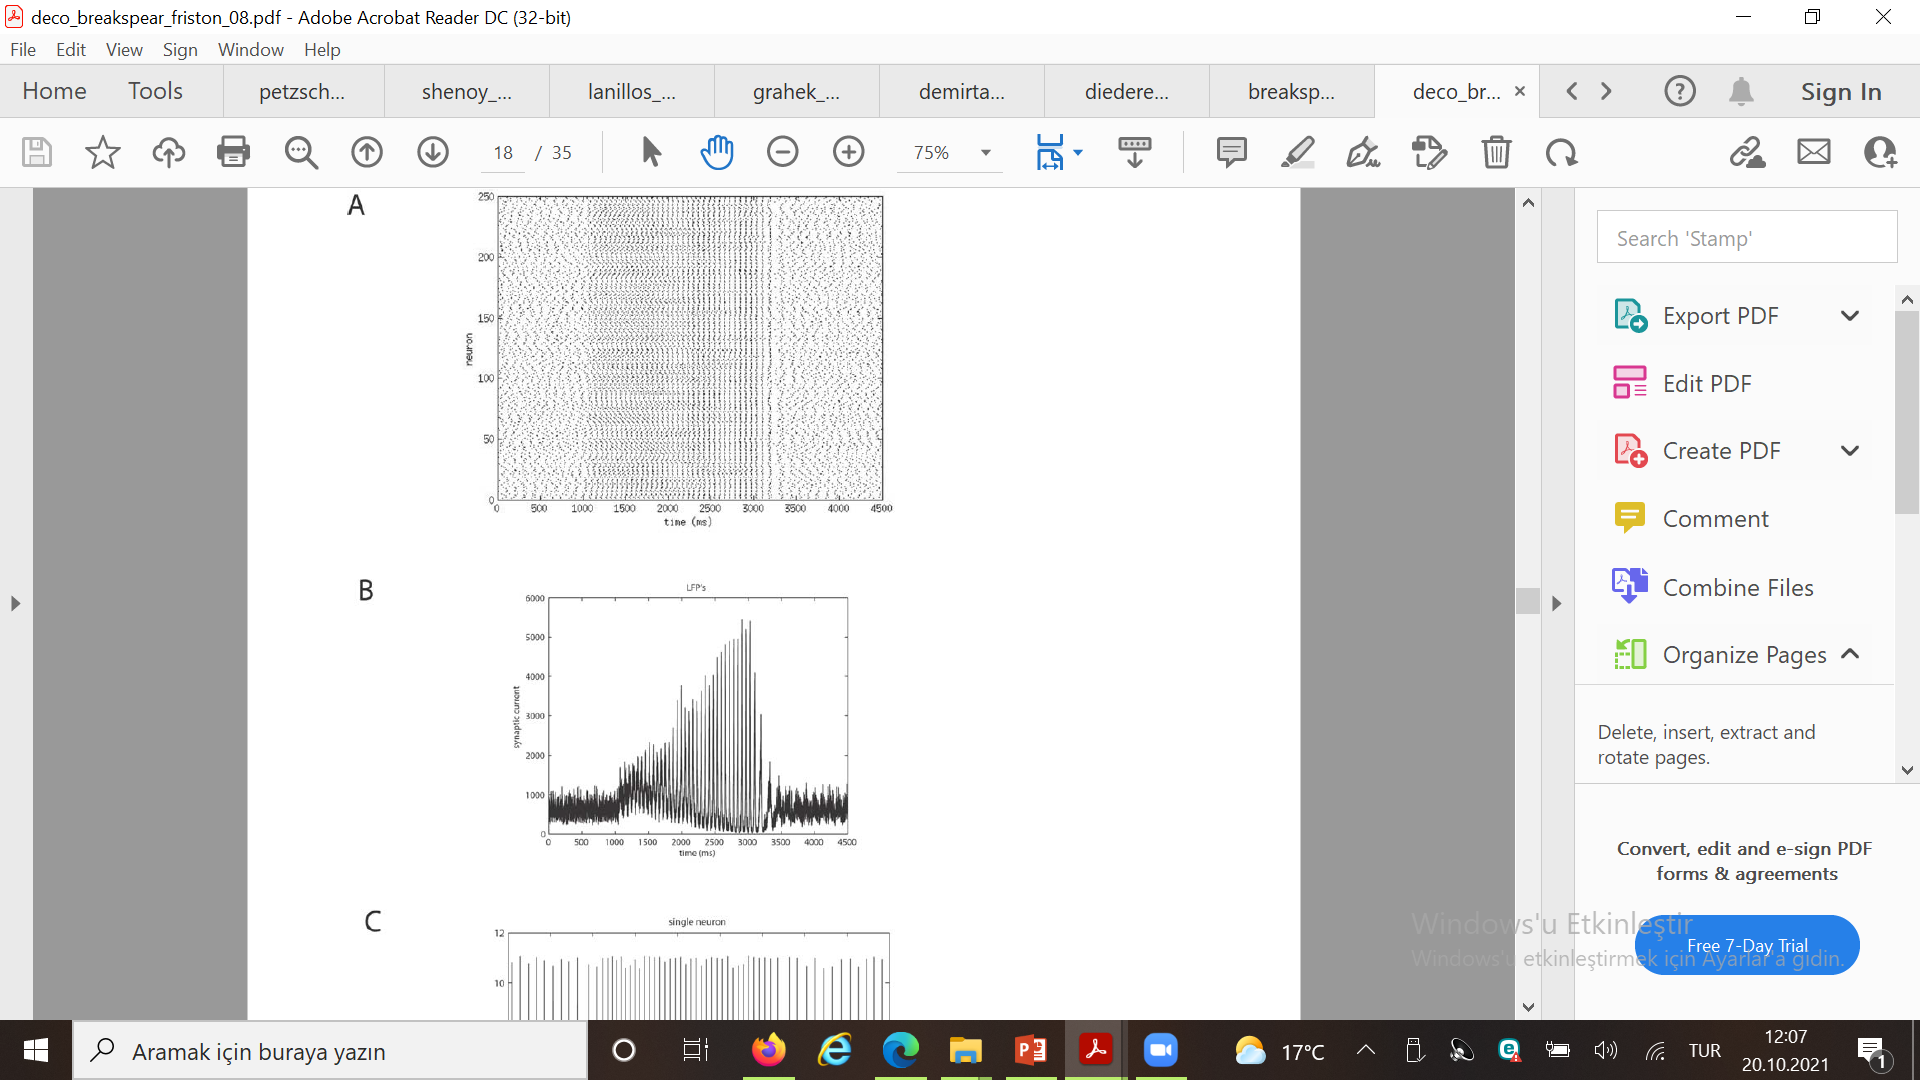 deco_breakspear_friston_08.pdf - Adobe Acrobat Reader DC (32-bit)
File Edit View Sign Window Help
Home Tools petzsch... shenoy_... lanillos_... grahek_... demirta... diedere... breaksp... deco_br... × Sign In
18 / 35 75%
A
250
200
150
100
50
0
neuron
0 500 1000 1500 2000 2500 3000 3500 4000 4500
time (ms)
B
LFP's
6000
5000
4000
3000
2000
1000
0
synaptic current
0 500 1000 1500 2000 2500 3000 3500 4000 4500
time (ms)
C
single neuron
12
10
Search 'Stamp'
Export PDF
Edit PDF
Create PDF
Comment
Combine Files
Organize Pages
Delete, insert, extract and
rotate pages.
Convert, edit and e-sign PDF
forms & agreements
Free 7-Day Trial
Windows'u Etkinleştir
Windows'u etkinleştirmek için Ayarlar'a gidin.
Aramak için buraya yazın
17°C
TUR
12:07
20.10.2021
1